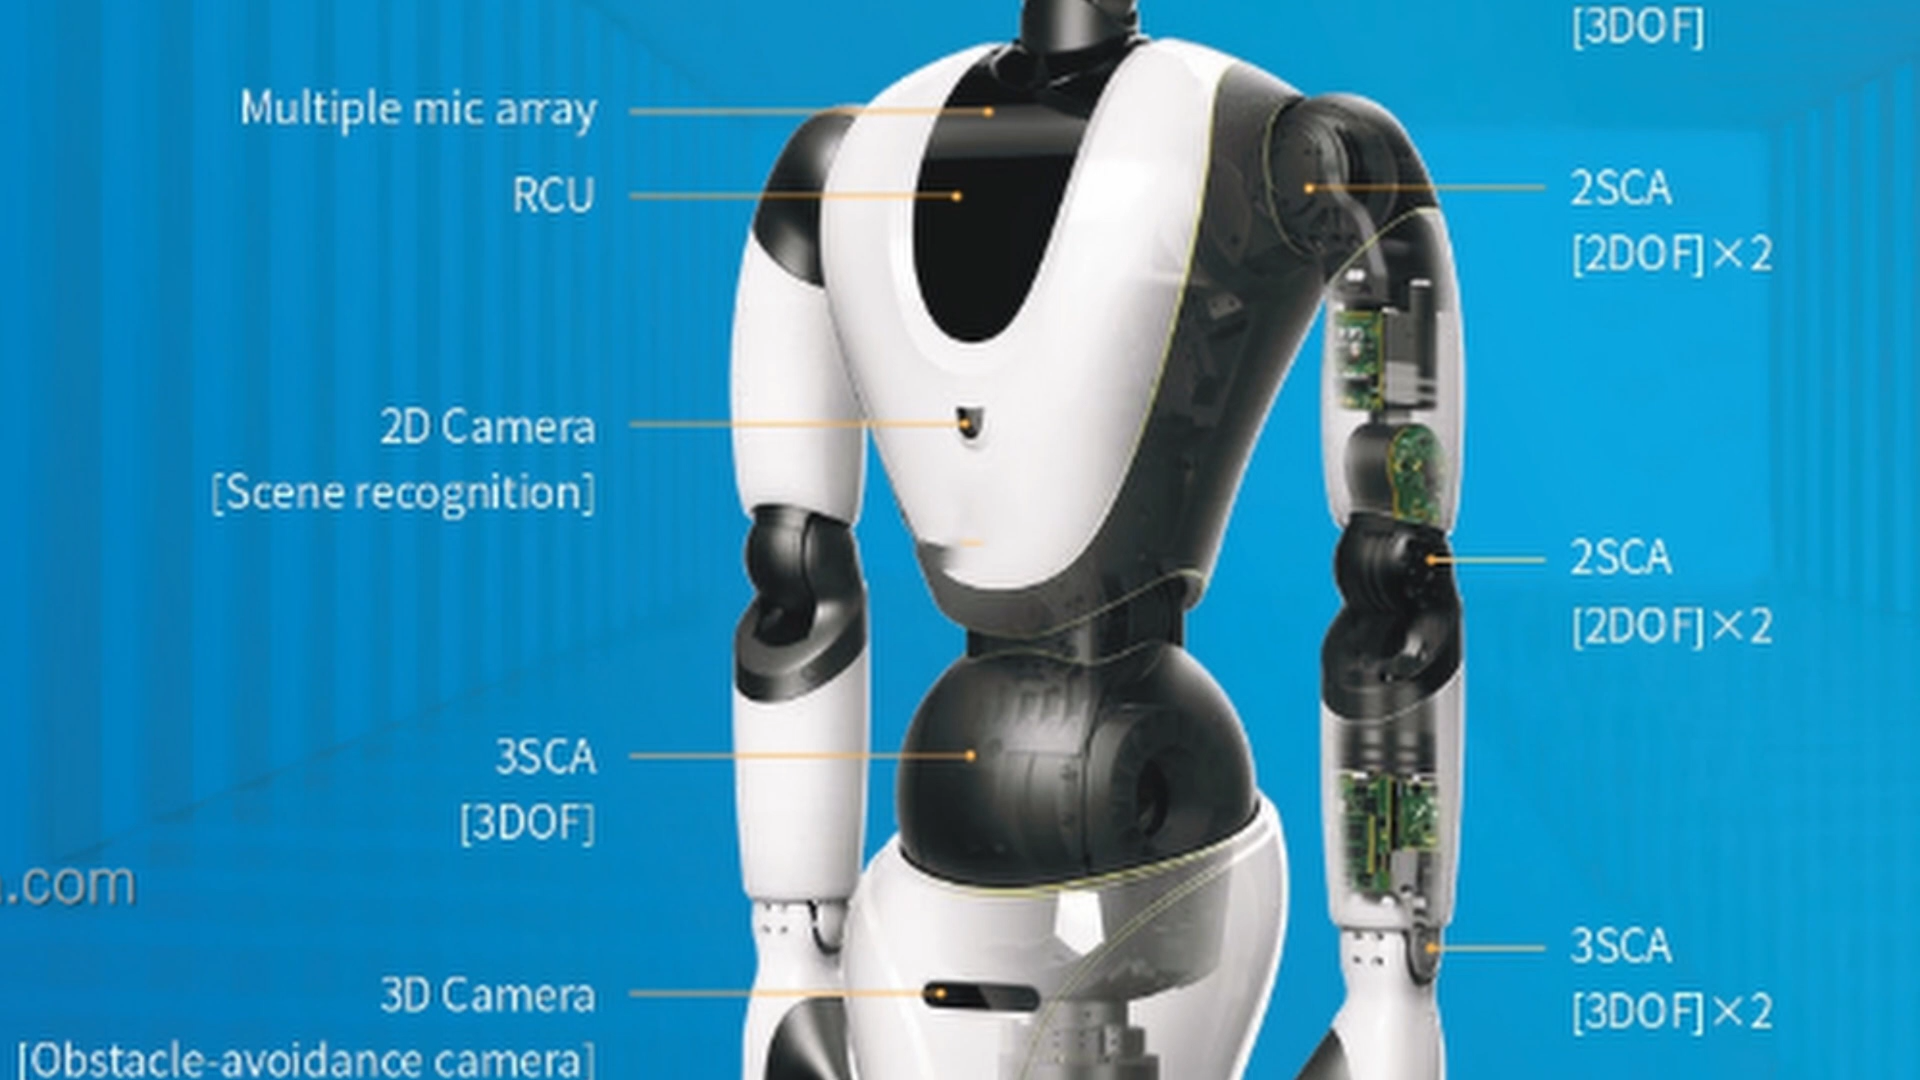 [3DOF]
Multiple mic array
RCU
2SCA
[2DOF]×2
2D Camera
[Scene recognition]
2SCA
[2DOF]×2
3SCA
[3DOF]
.com
3SCA
[3DOF]×2
3D Camera
[Obstacle-avoidance camera]